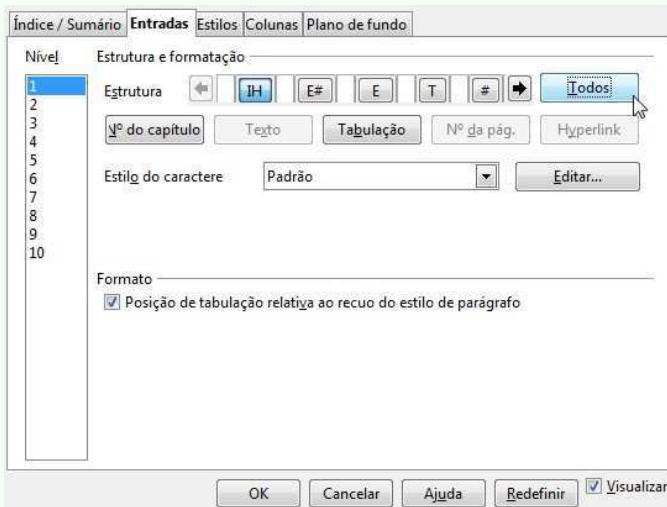 Índice / Sumário Entradas Estilos Colunas Plano de fundo
Nível Estrutura e formatação
1
2
3
4
5
6
7
8
9
10
Estrutura IH E# E T # Todos
Nº do capítulo Texto Tabulação Nº da pág. Hyperlink
Estilo do caractere Padrão Editar...
Formato
Posição de tabulação relativa ao recuo do estilo de parágrafo
OK Cancelar Ajuda Redefinir Visualizar